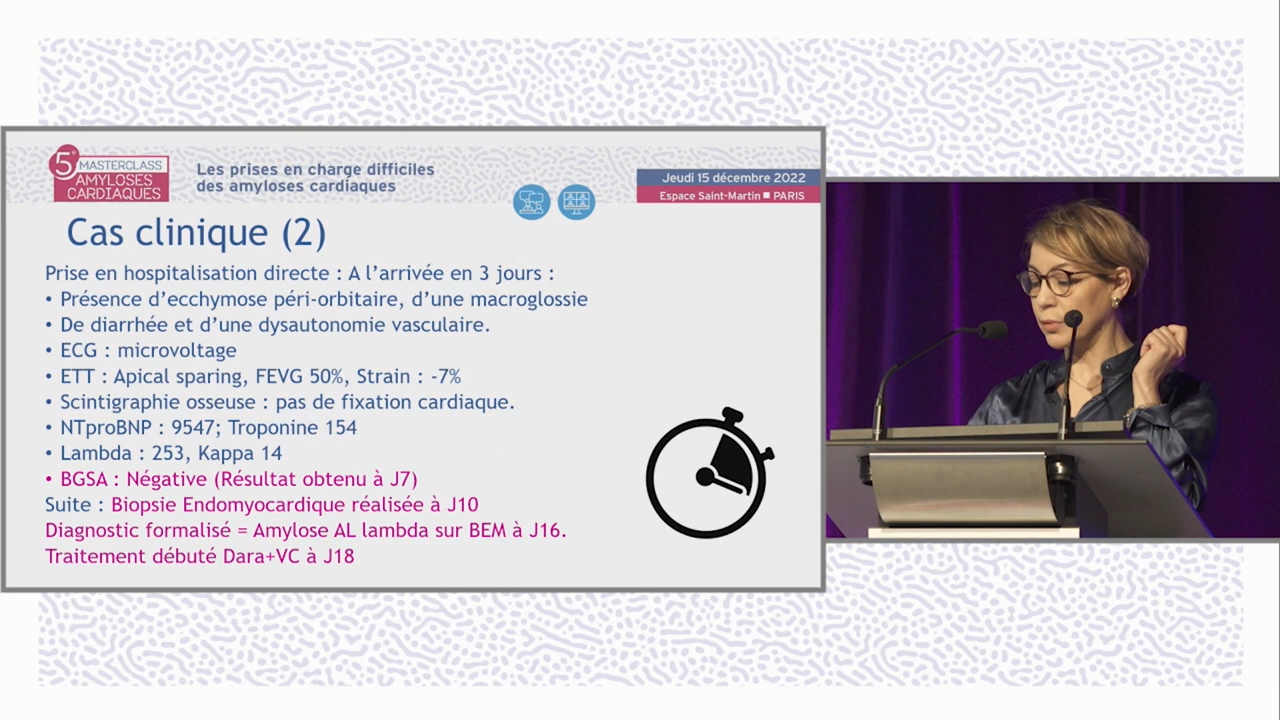 5e MASTERCLASS
AMYLOSES
CARDIAQUES
Les prises en charge difficiles
des amyloses cardiaques
Jeudi 15 décembre 2022
Espace Saint-Martin ■ PARIS
Cas clinique (2)
Prise en hospitalisation directe : A l’arrivée en 3 jours :
• Présence d’ecchymose péri-orbitaire, d’une macroglossie
• De diarrhée et d’une dysautonomie vasculaire.
• ECG : microvoltage
• ETT : Apical sparing, FEVG 50%, Strain : -7%
• Scintigraphie osseuse : pas de fixation cardiaque.
• NTproBNP : 9547; Troponine 154
• Lambda : 253, Kappa 14
• BGSA : Négative (Résultat obtenu à J7)
Suite : Biopsie Endomyocardique réalisée à J10
Diagnostic formalisé = Amylose AL lambda sur BEM à J16.
Traitement débuté Dara+VC à J18